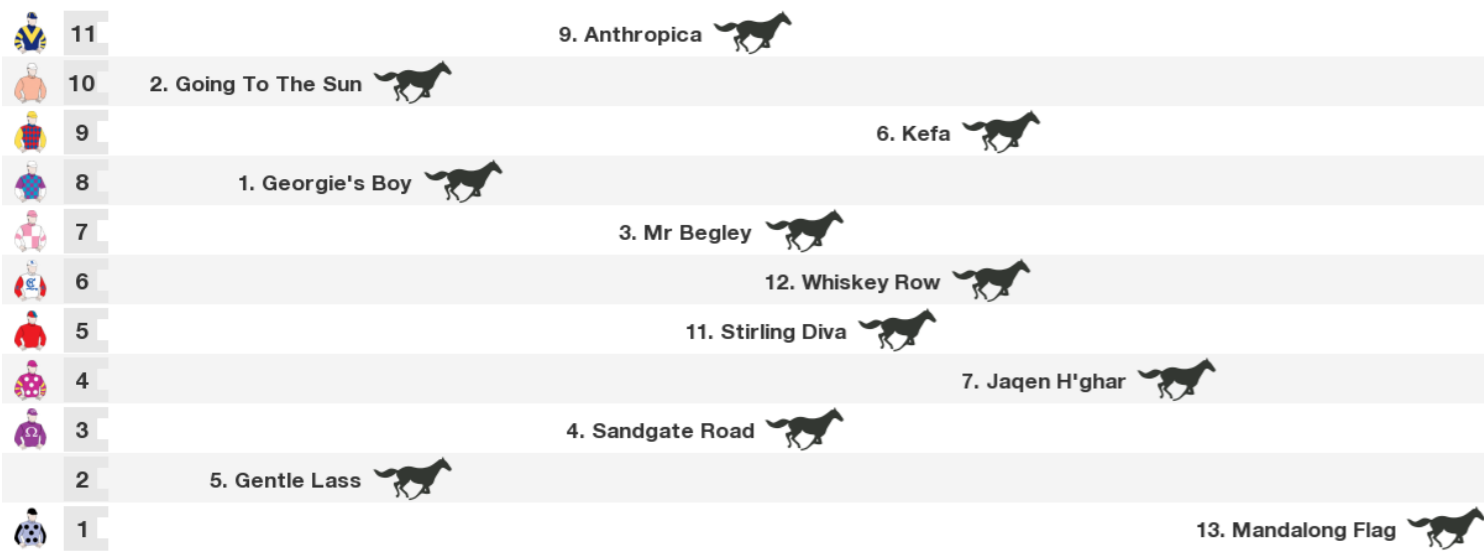 11 9. Anthropica
10 2. Going To The Sun
9 6. Kefa
8 1. Georgie's Boy
7 3. Mr Begley
6 12. Whiskey Row
5 11. Stirling Diva
4 7. Jaqen H'ghar
3 4. Sandgate Road
2 5. Gentle Lass
1 13. Mandalong Flag